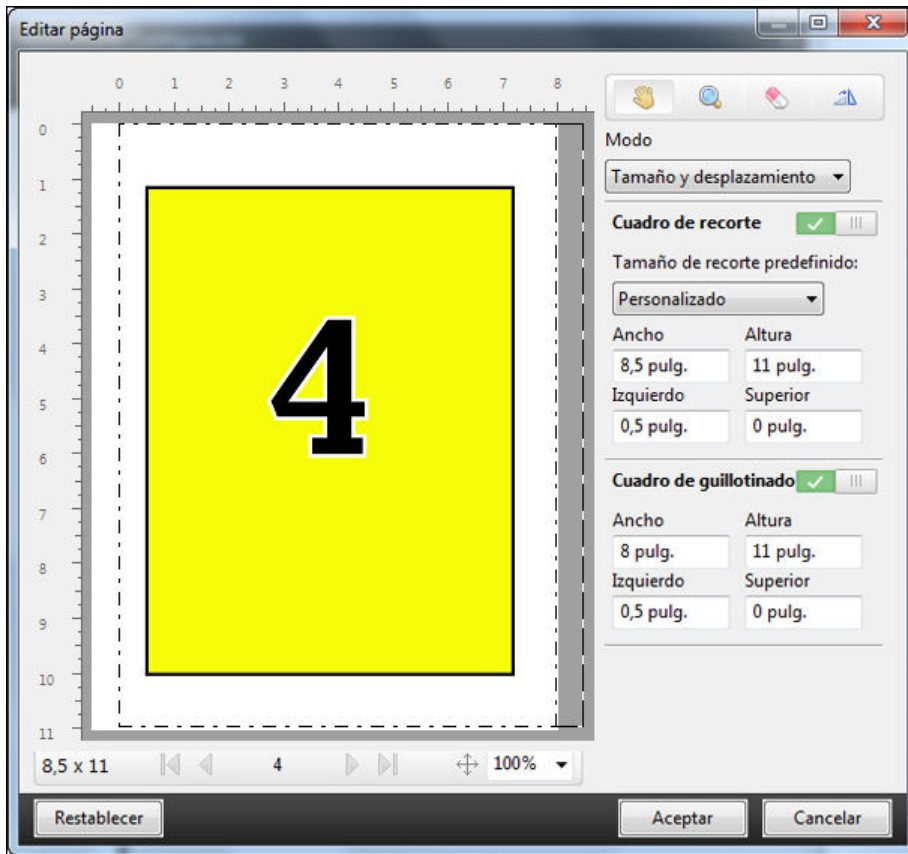 Editar página
0 1 2 3 4 5 6 7 8
0
1
2
3
4
5
6
7
8
9
10
11
4
8,5 x 11
4
100%
Modo
Tamaño y desplazamiento
Cuadro de recorte
Tamaño de recorte predefinido:
Personalizado
Ancho Altura
8,5 pulg. 11 pulg.
Izquierdo Superior
0,5 pulg. 0 pulg.
Cuadro de guillotinado
Ancho Altura
8 pulg. 11 pulg.
Izquierdo Superior
0,5 pulg. 0 pulg.
Restablecer Aceptar Cancelar